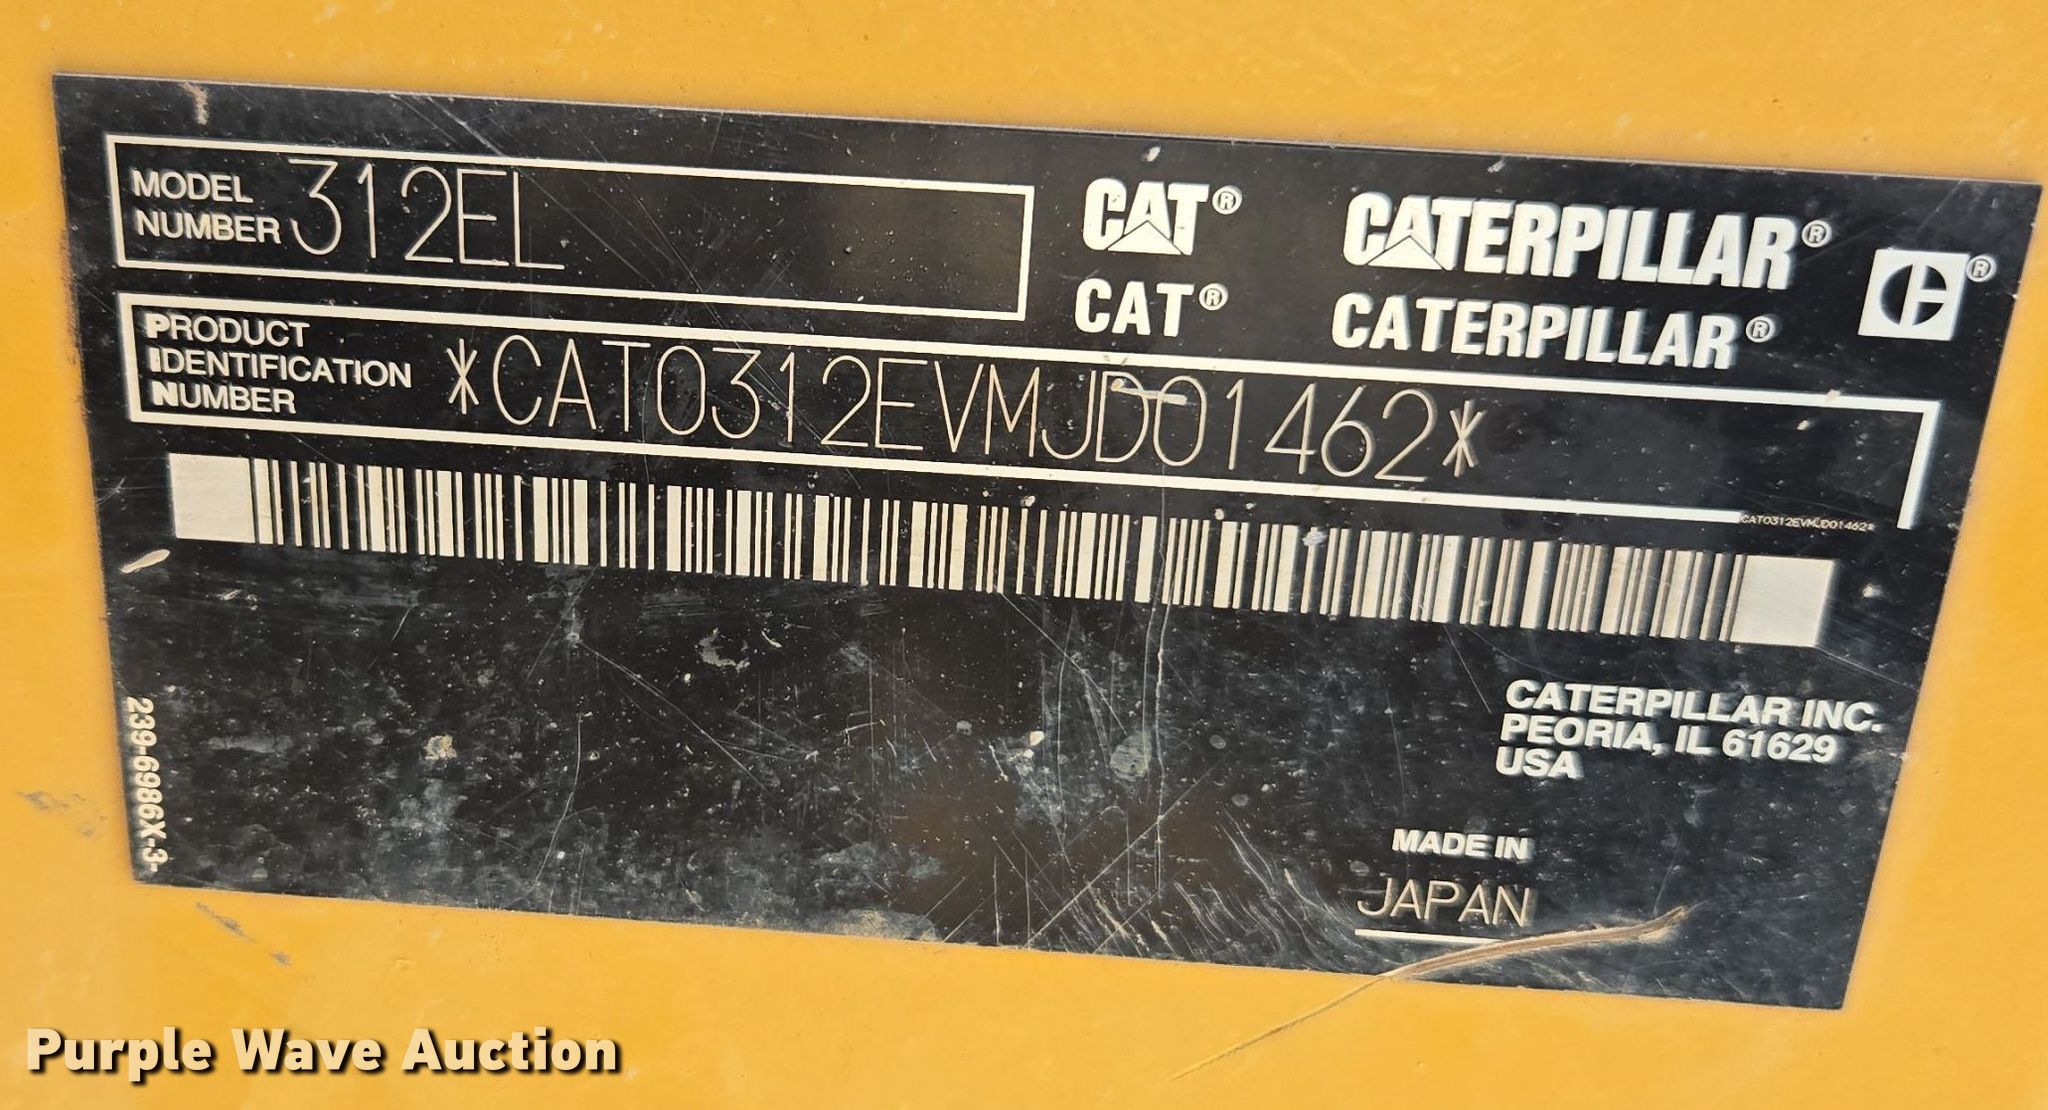 MODEL
NUMBER
312EL
CAT® CATERPILLAR® ®
CAT® CATERPILLAR®
PRODUCT
IDENTIFICATION
NUMBER
*CAT0312EVMJD01462*
CAT0312EVMJD01462*
CATERPILLAR INC.
PEORIA, IL 61629
USA
MADE IN
JAPAN
239-6986X-3
Purple Wave Auction